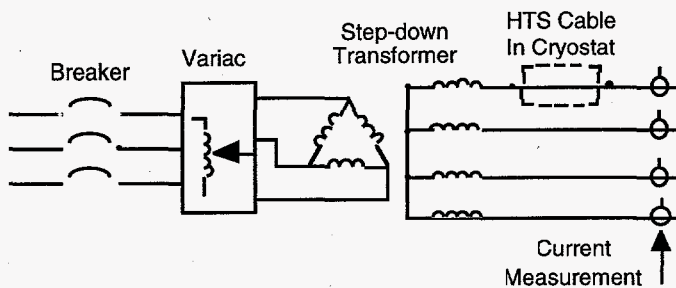 HTS Cable
In Cryostat
Step-down
Transformer
Variac
Breaker
Current
Measurement